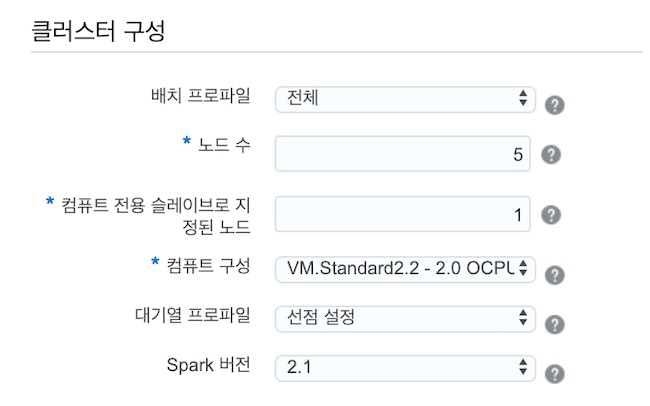 클러스터 구성
배치 프로파일 전체 ?
* 노드 수 5 ?
* 컴퓨트 전용 슬레이브로 지
정된 노드 1 ?
* 컴퓨트 구성 VM.Standard2.2 - 2.0 OCPU ?
대기열 프로파일 선점 설정 ?
Spark 버전 2.1 ?